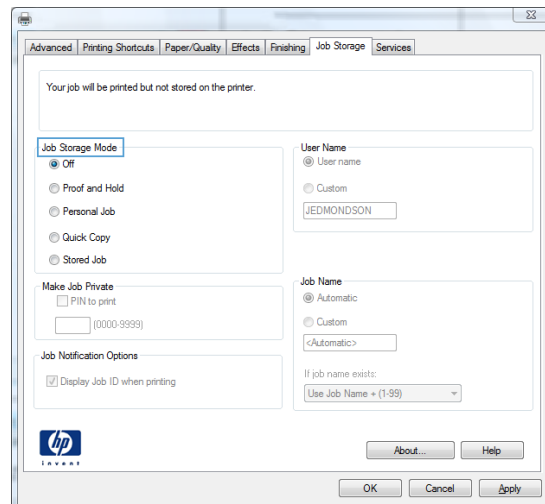 Advanced Printing Shortcuts Paper/Quality Effects Finishing Job Storage Services
Your job will be printed but not stored on the printer.
Job Storage Mode
Off
Proof and Hold
Personal Job
Quick Copy
Stored Job
User Name
User name
Custom
JEDMONDSON
Make Job Private
PIN to print
(0000-9999)
Job Name
Automatic
Custom
<Automatic>
If job name exists:
Use Job Name + (1-99)
Job Notification Options
Display Job ID when printing
hp
invent
About... Help
OK Cancel Apply